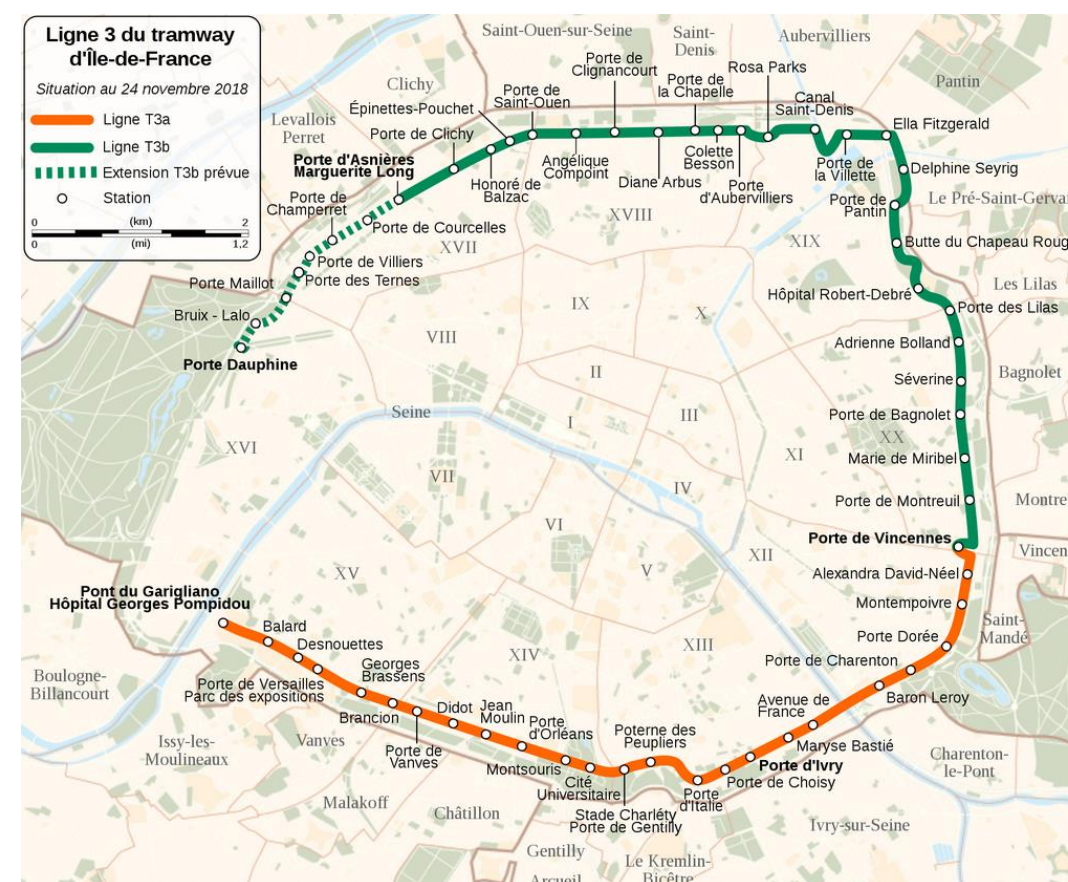 Ligne 3 du tramway
d'Île-de-France
Situation au 24 novembre 2018
Ligne T3a
Ligne T3b
Extension T3b prévue
Station
0 (km) 2
0 (mi) 1,2
Saint-Ouen-sur-Seine
Saint-
Denis
Aubervilliers
Pantin
Clichy
Levallois
Perret
Le Pré-Saint-Gervai
Les Lilas
Bagnolet
Montre
Vincen
Saint-
Mandé
Charenton-
le-Pont
Ivry-sur-Seine
Le Kremlin-
Bicêtre
Gentilly
Arcueil
Châtillon
Malakoff
Vanves
Issy-les-
Moulineaux
Boulogne-
Billancourt
Seine
I
II
III
IV
V
VI
VII
VIII
IX
X
XI
XII
XIII
XIV
XV
XVI
XVII
XVIII
XIX
XX
Porte Dauphine
Bruix - Lalo
Porte Maillot
Porte des Ternes
Porte de Villiers
Porte de
Champerret
Porte de Courcelles
Porte d'Asnières
Marguerite Long
Porte de Clichy
Honoré de
Balzac
Épinettes-Pouchet
Porte de
Saint-Ouen
Angélique
Compoint
Porte de
Clignancourt
Diane Arbus
Porte de
la Chapelle
Colette
Besson
Porte
d'Aubervilliers
Rosa Parks
Canal
Saint-Denis
Porte de
la Villette
Ella Fitzgerald
Delphine Seyrig
Porte de
Pantin
Butte du Chapeau Roug
Hôpital Robert-Debré
Porte des Lilas
Adrienne Bolland
Séverine
Porte de Bagnolet
Marie de Miribel
Porte de Montreuil
Porte de Vincennes
Alexandra David-Néel
Montempoivre
Porte Dorée
Porte de Charenton
Baron Leroy
Avenue de
France
Maryse Bastié
Porte d'Ivry
Porte de Choisy
Porte
d'Italie
Poterne des
Peupliers
Stade Charléty
Porte de Gentilly
Cité
Universitaire
Montsouris
Porte
d'Orléans
Jean
Moulin
Didot
Porte de
Vanves
Brancion
Georges
Brassens
Porte de Versailles
Parc des expositions
Desnouettes
Balard
Pont du Garigliano
Hôpital Georges Pompidou